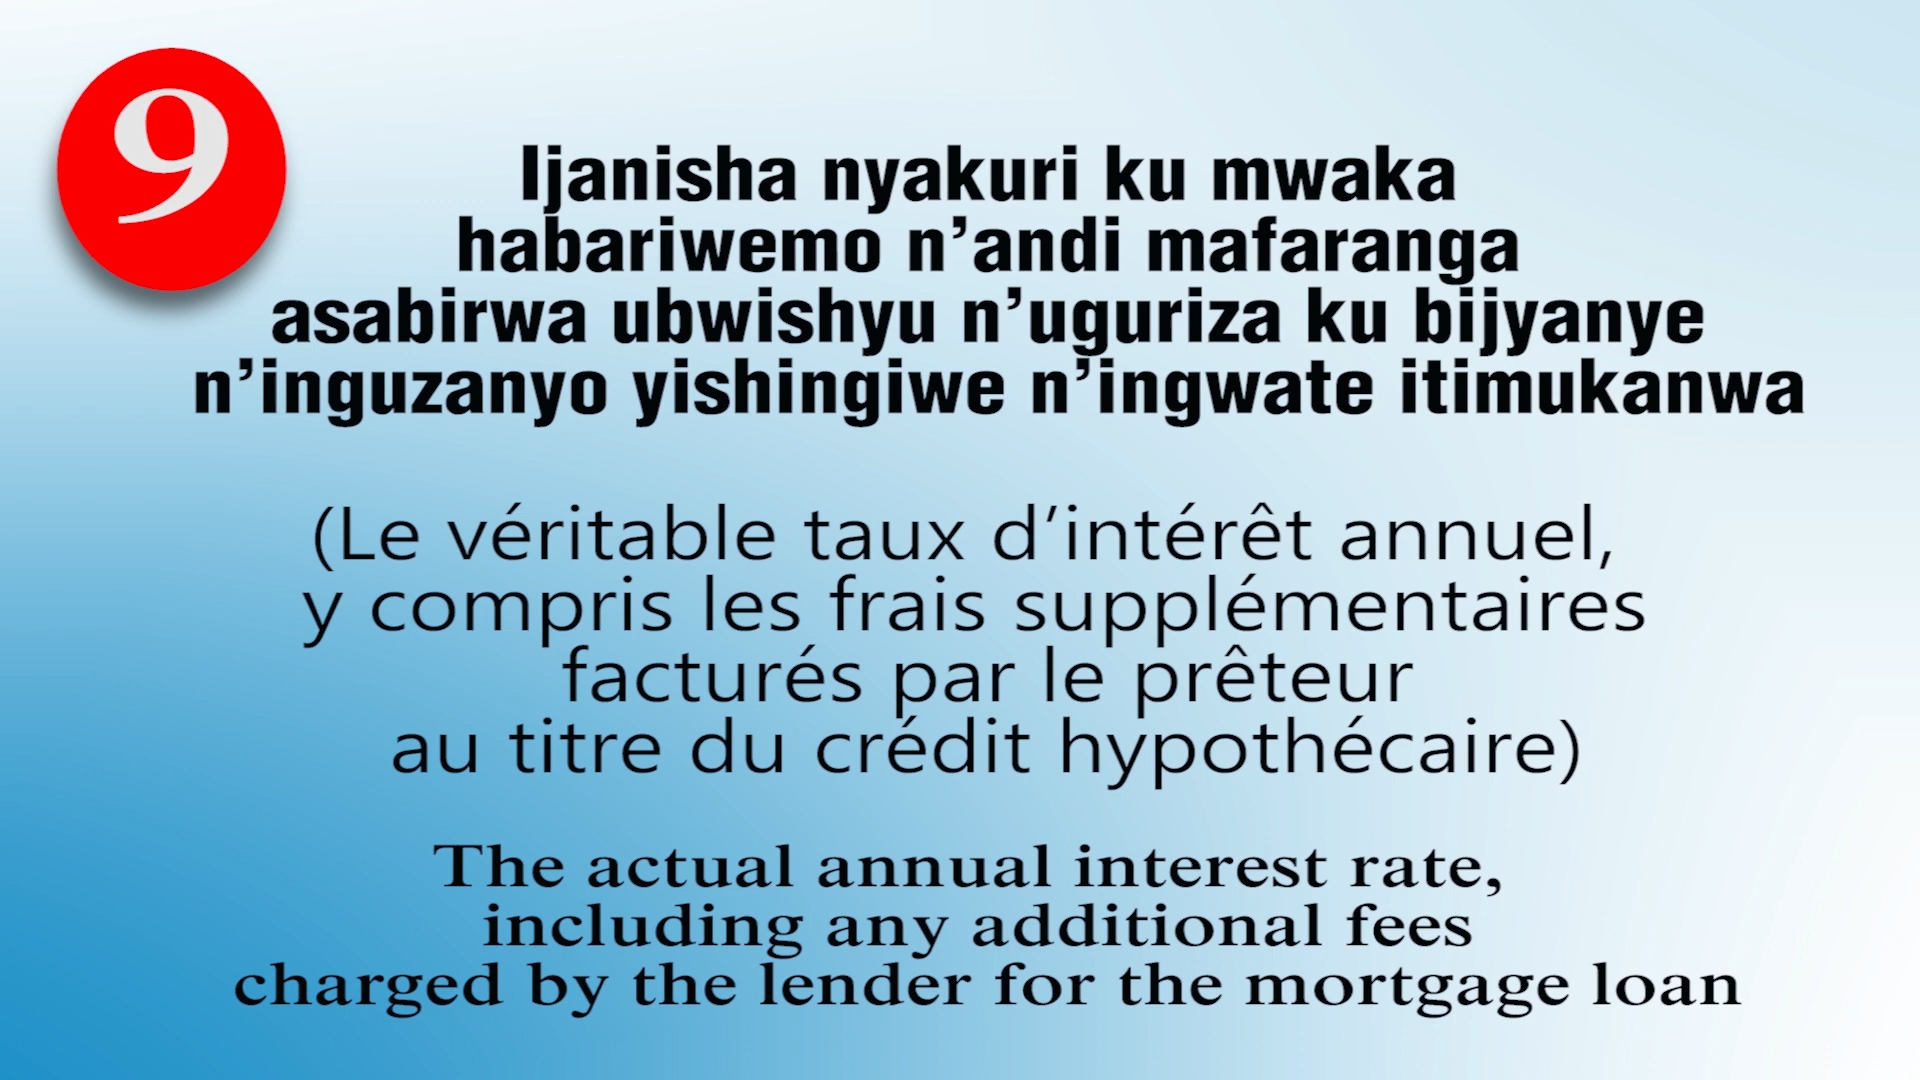 9
Ijanisha nyakuri ku mwaka
habariwemo n’andi mafaranga
asabirwa ubwishyu n’uguriza ku bijyanye
n’inguzanyo yishingiwe n’ingwate itimukanwa
(Le véritable taux d’intérêt annuel,
y compris les frais supplémentaires
facturés par le prêteur
au titre du crédit hypothécaire)
The actual annual interest rate,
including any additional fees
charged by the lender for the mortgage loan